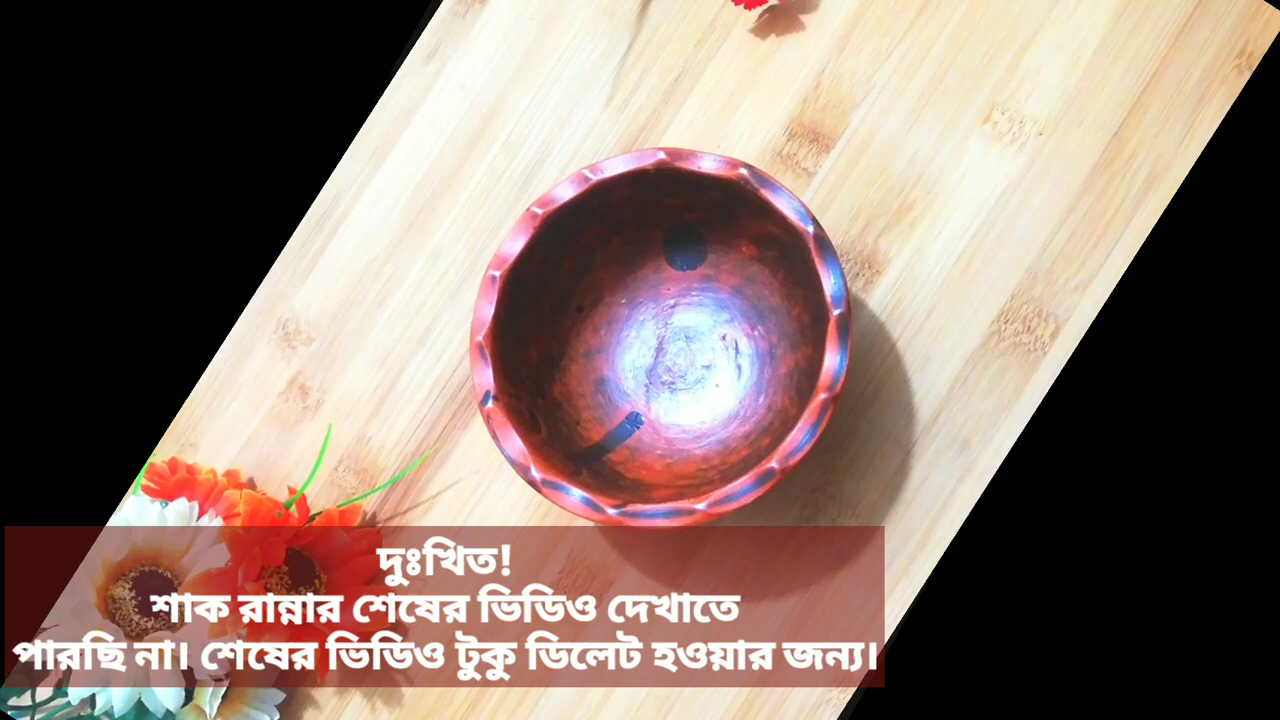 দুঃখিত!
শাক রান্নার শেষের ভিডিও দেখাতে
পারছি না। শেষের ভিডিও টুকু ডিলেট হওয়ার জন্য।